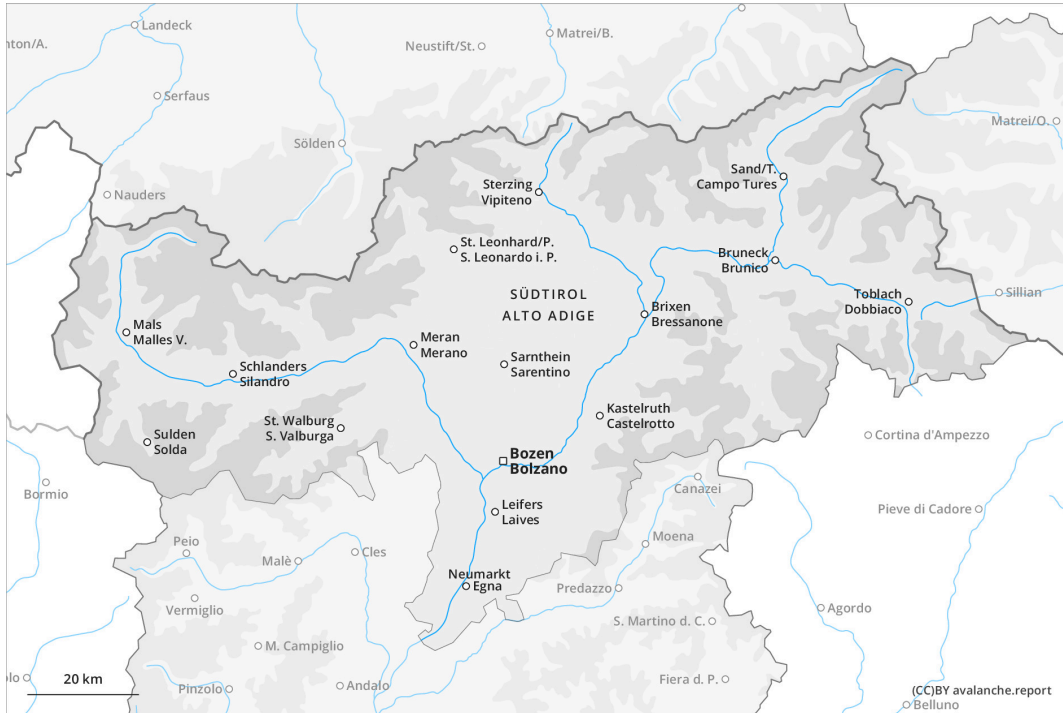 Landeck
Matrei/B.
nton/A.
Neustift/St.
Serfaus
Matrei/O.
Sölden
Sand/T.
Campo Tures
Sterzing
Vipiteno
Nauders
St. Leonhard/P.
S. Leonardo i. P.
Bruneck
Brunico
SÜDTIROL
ALTO ADIGE
Toblach
Dobbiaco
Sillian
Brixen
Bressanone
Mals
Malles V.
Meran
Merano
Sarnthein
Sarentino
Schlanders
Silandro
Kastelruth
Castelrotto
St. Walburg
S. Valburga
Sulden
Solda
Cortina d'Ampezzo
Bozen
Bolzano
Bormio
Canazei
Leifers
Laives
Pieve di Cadore
Moena
Peio
Cles
Malè
Neumarkt
Egna
Predazzo
Vermiglio
Agordo
S. Martino d. C.
M. Campiglio
olo
20 km
Pinzolo
Andalo
Fiera d. P.
(CC)BY avalanche.report
Belluno